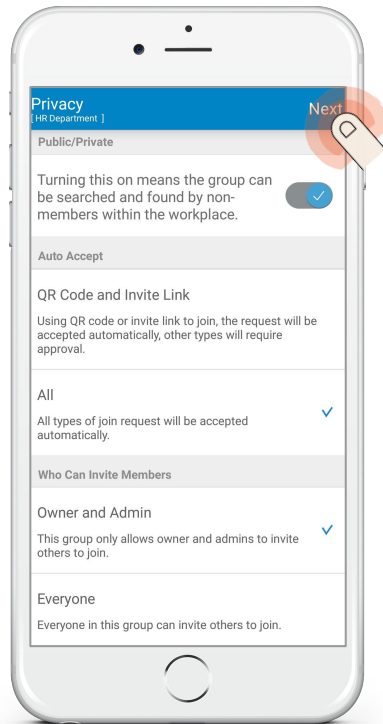 Privacy
Next
[ HR Department ]
Public/Private
Turning this on means the group can
be searched and found by non-
members within the workplace.
Auto Accept
QR Code and Invite Link
Using QR code or invite link to join, the request will be
accepted automatically, other types will require
approval.
All
All types of join request will be accepted
automatically.
Who Can Invite Members
Owner and Admin
This group only allows owner and admins to invite
others to join.
Everyone
Everyone in this group can invite others to join.